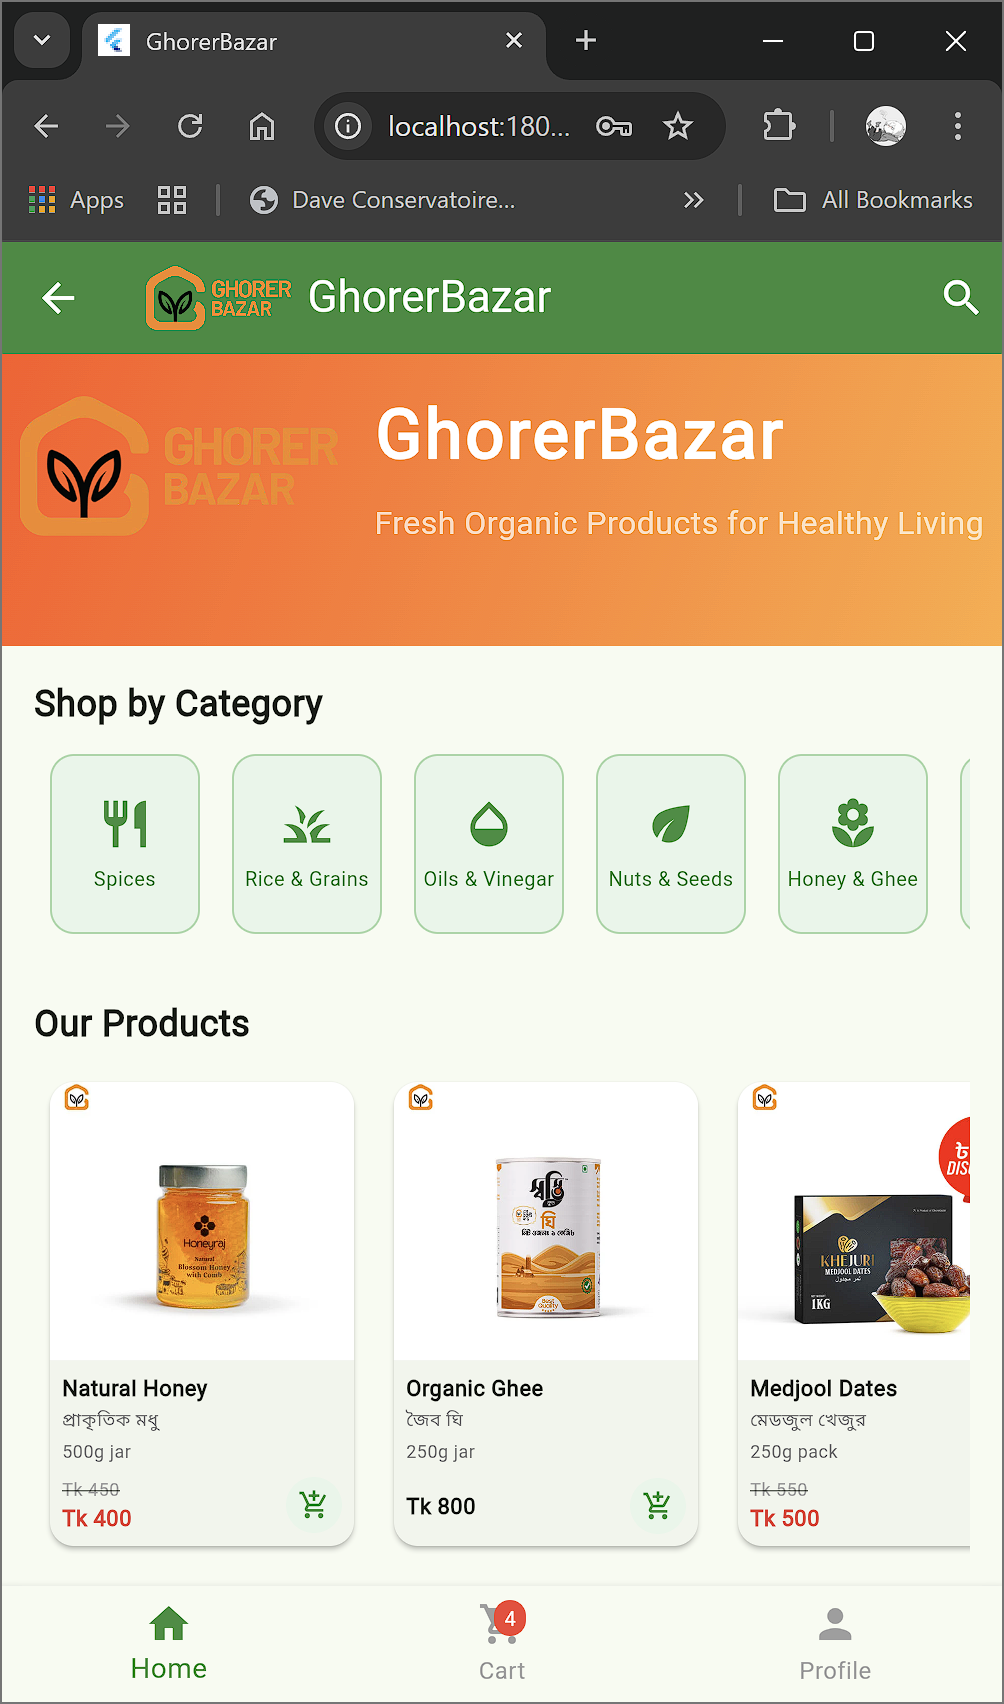 GhorerBazar
localhost:180...
Apps
Dave Conservatoire...
All Bookmarks
GHORER
BAZAR
GhorerBazar
GHORER
BAZAR
GhorerBazar
Fresh Organic Products for Healthy Living
Shop by Category
Spices
Rice & Grains
Oils & Vinegar
Nuts & Seeds
Honey & Ghee
Our Products
Honeyraj
Natural
Blossom Honey
with Comb
ঘি
Best
Quality
KHEJURI
MEDJOOL DATES
1KG
Natural Honey
প্রাকৃতিক মধু
500g jar
Tk 450
Tk 400
Organic Ghee
জৈব ঘি
250g jar
Tk 800
Medjool Dates
মেডজুল খেজুর
250g pack
Tk 550
Tk 500
Home
4
Cart
Profile